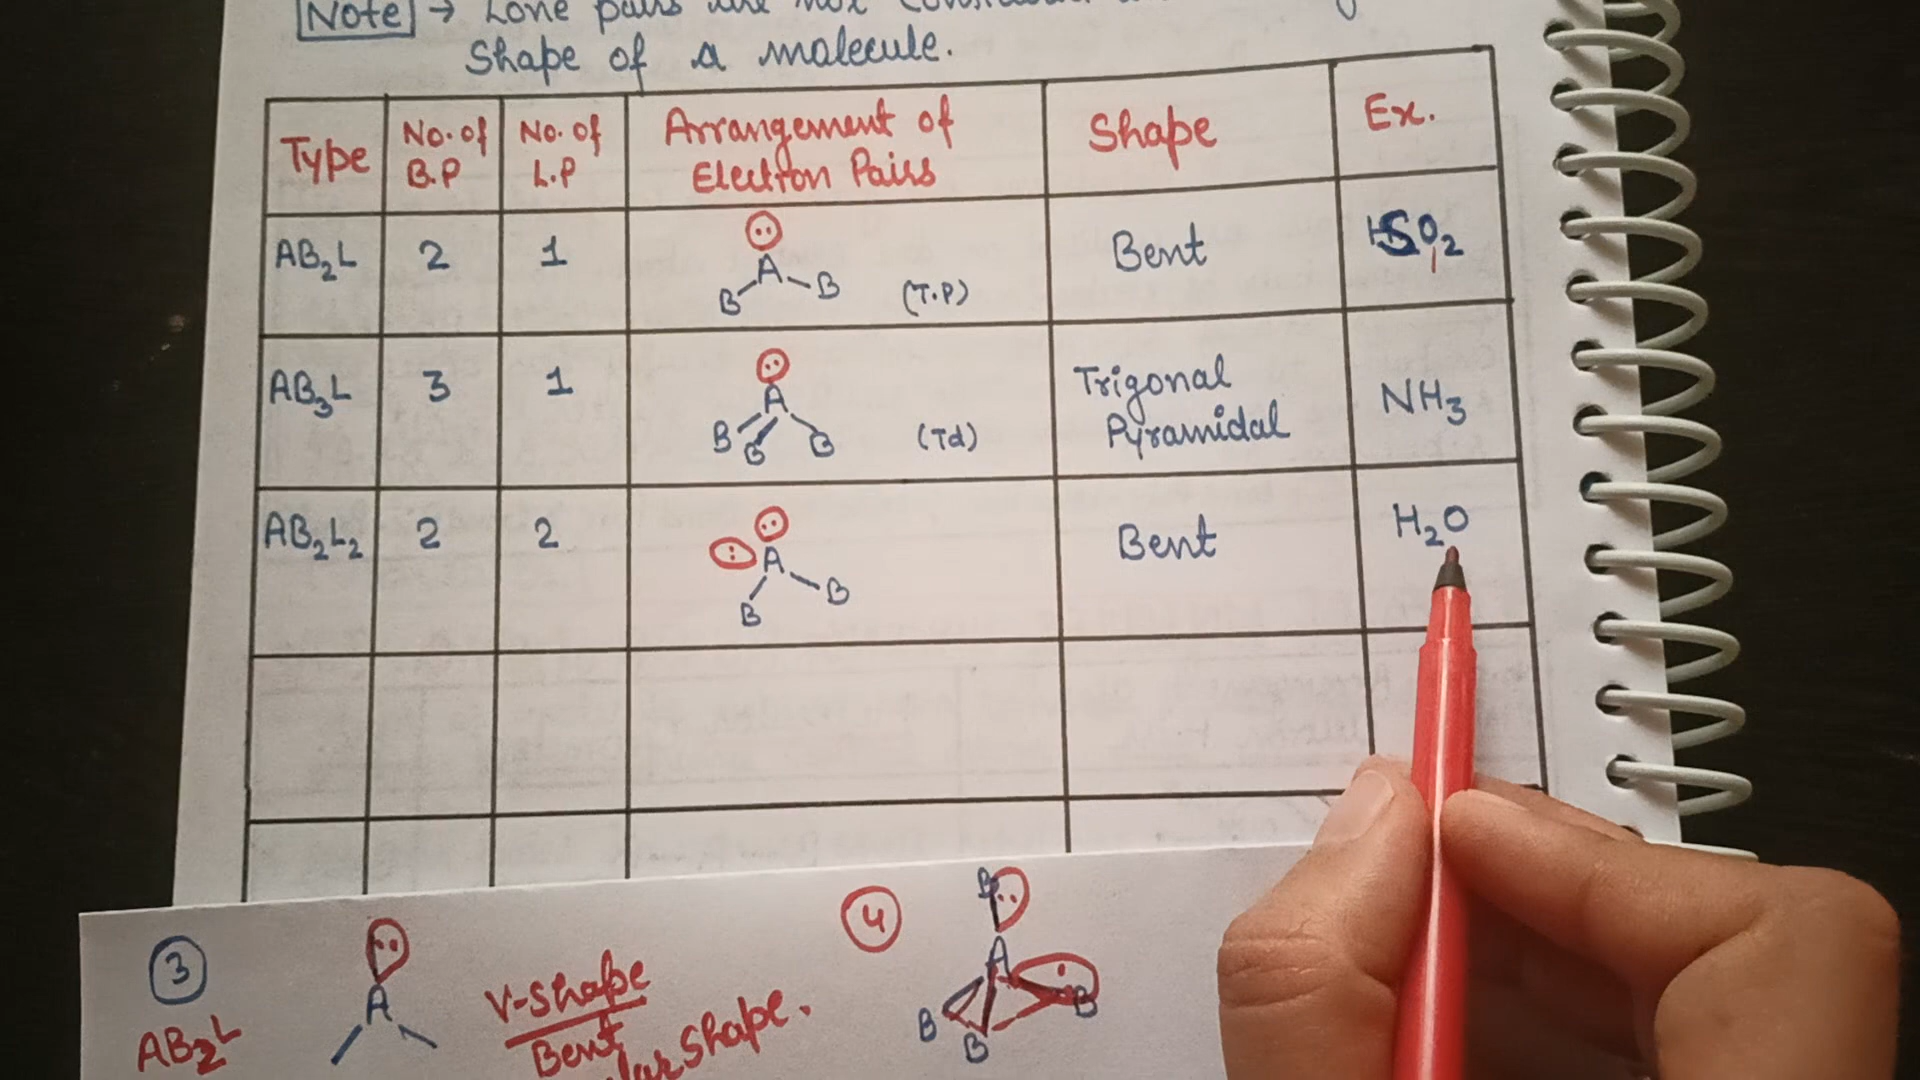 Note → Lone pairs are not
Shape of a molecule.
Type
No. of
B.P
No. of
L.P
Arrangement of
Electron Pairs
Shape
Ex.
AB₂L
2
1
A
B B
(T.P)
Bent
SO₂
AB₃L
3
1
A
B B B
(Td)
Trigonal
Pyramidal
NH₃
AB₂L₂
2
2
A
B B
Bent
H₂O
3
AB₂L
A
V-Shape
Bent
Shape.
4
B
A
B B B